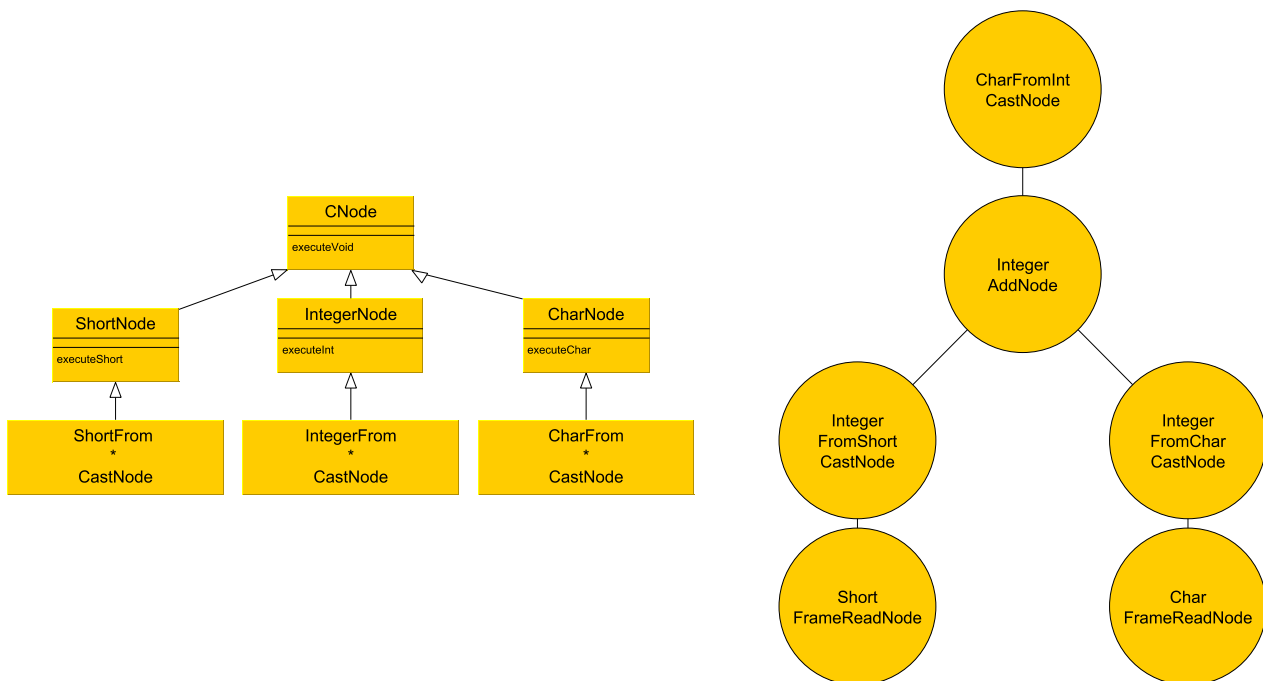 CNode
executeVoid
ShortNode
executeShort
IntegerNode
executeInt
CharNode
executeChar
ShortFrom
*
CastNode
IntegerFrom
*
CastNode
CharFrom
*
CastNode
CharFromInt
CastNode
Integer
AddNode
Integer
FromShort
CastNode
Integer
FromChar
CastNode
Short
FrameReadNode
Char
FrameReadNode